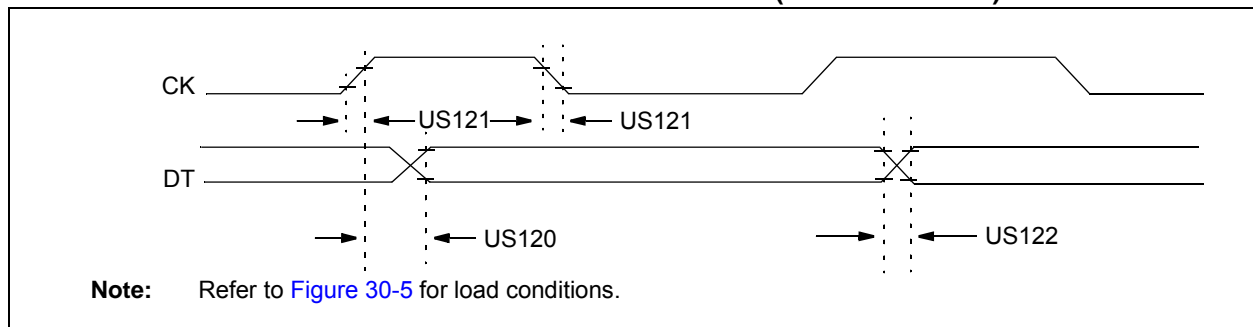 CK
US121 US121
DT
US120 US122
Note: Refer to Figure 30-5 for load conditions.